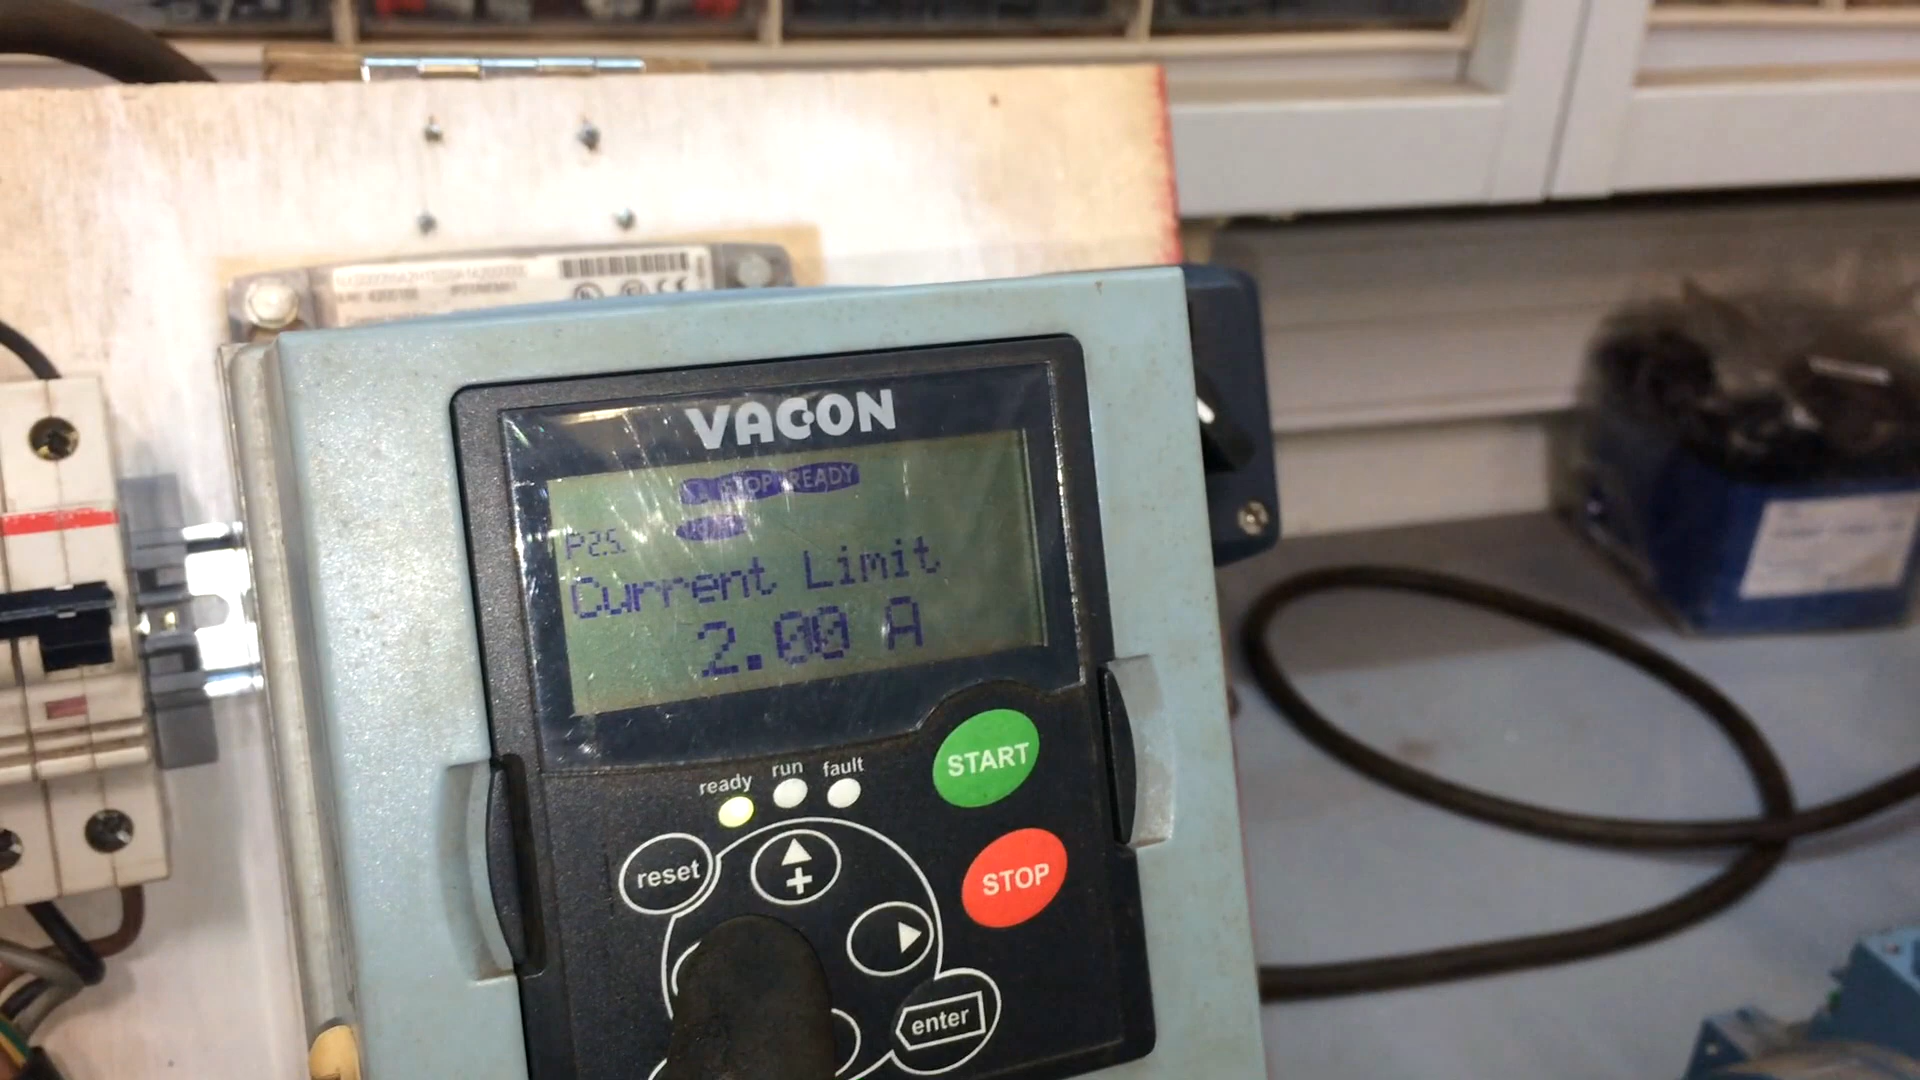 VACON
STOP READY
P2.5.
Current Limit
2.00 A
ready
run
fault
START
reset
+
STOP
enter